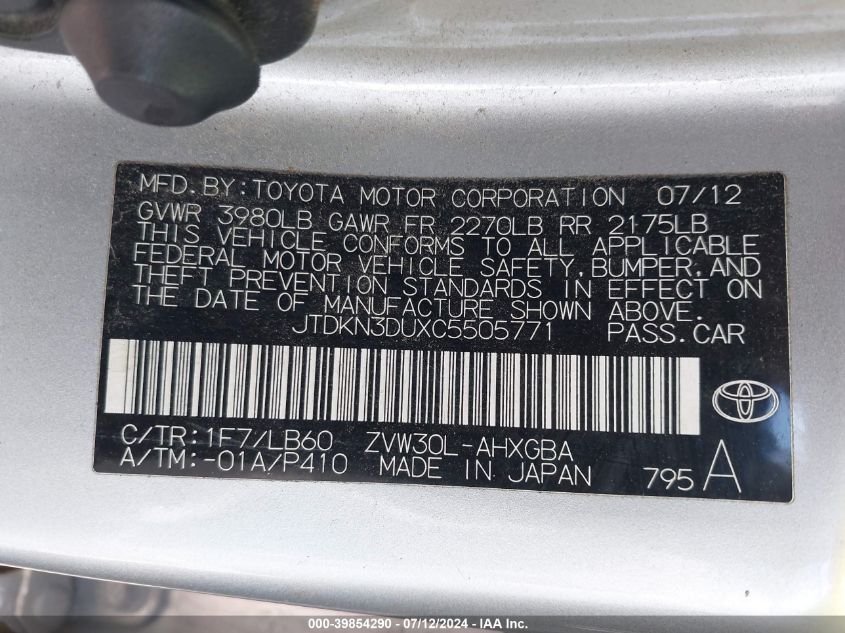 MFD. BY: TOYOTA MOTOR CORPORATION 07/12
GVWR 3980LB GAWR FR 2270LB RR 2175LB
THIS VEHICLE CONFORMS TO ALL APPLICABLE
FEDERAL MOTOR VEHICLE SAFETY, BUMPER, AND
THEFT PREVENTION STANDARDS IN EFFECT ON
THE DATE OF MANUFACTURE SHOWN ABOVE.
JTDKN3DUXC5505771 PASS.CAR
C/TR: 1F7/LB60 ZVW30L-AHXGBA
A/TM: -01A/P410 MADE IN JAPAN 795 A
000-39854290 - 07/12/2024 - IAA Inc.